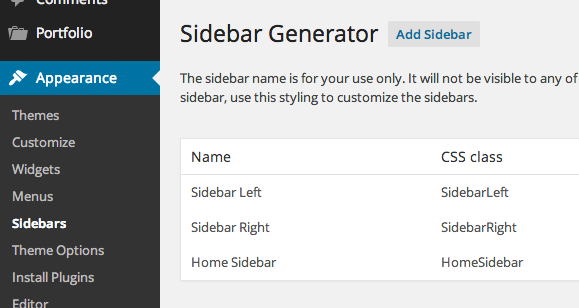 Comments
Portfolio
Appearance
Themes
Customize
Widgets
Menus
Sidebars
Theme Options
Install Plugins
Editor
Sidebar Generator Add Sidebar
The sidebar name is for your use only. It will not be visible to any of
sidebar, use this styling to customize the sidebars.
Name CSS class
Sidebar Left SidebarLeft
Sidebar Right SidebarRight
Home Sidebar HomeSidebar